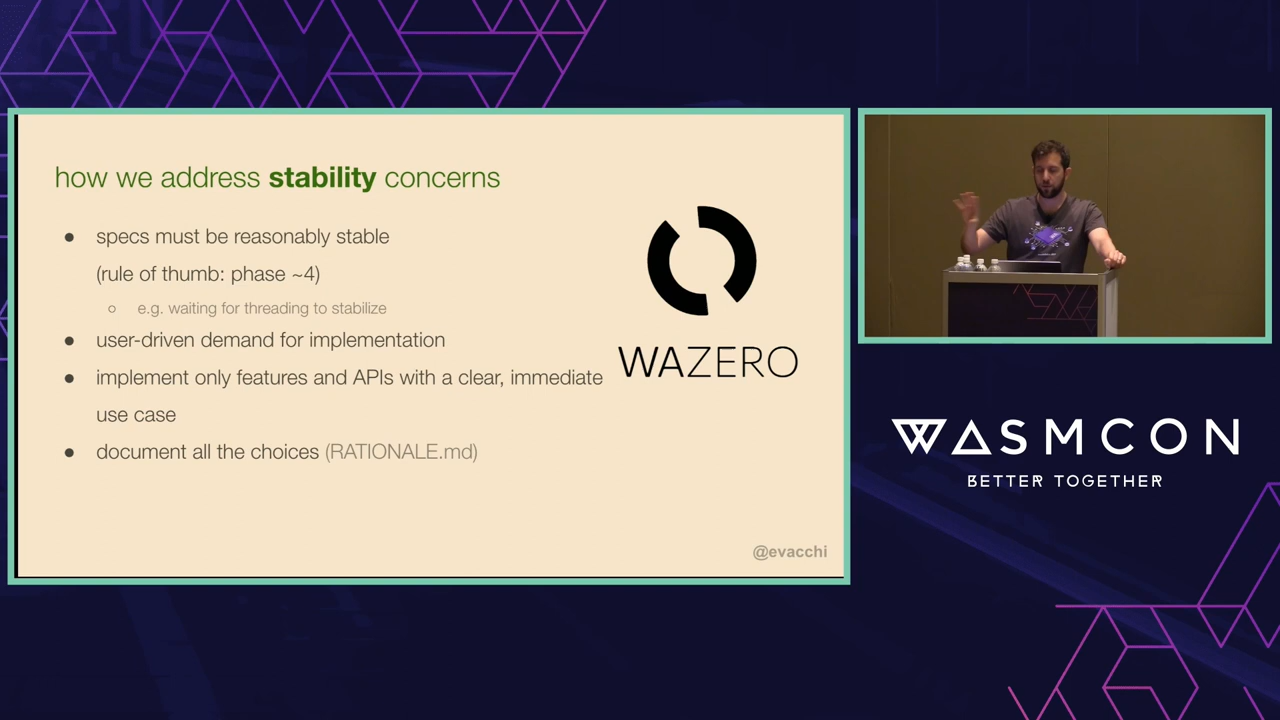 how we address stability concerns
● specs must be reasonably stable
(rule of thumb: phase ~4)
○ e.g. waiting for threading to stabilize
● user-driven demand for implementation
● implement only features and APIs with a clear, immediate
use case
● document all the choices (RATIONALE.md)
WAZERO
@evacchi
WASMCON
BETTER TOGETHER